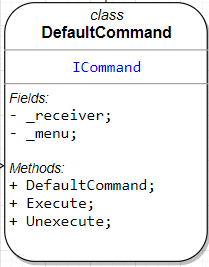 class
DefaultCommand
ICommand
Fields:
- _receiver;
- _menu;
Methods:
+ DefaultCommand;
+ Execute;
+ Unexecute;